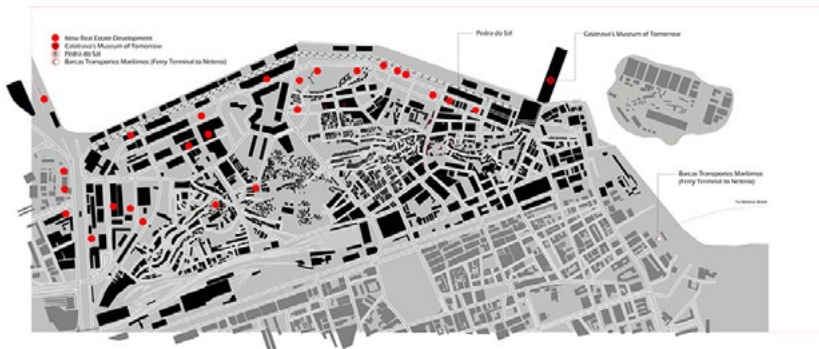 New Real Estate Development
Calatrava's Museum of Tomorrow
Pedra do Sal
Barcas Transportes Marítimos (Ferry Terminal to Neteroi)
Pedra do Sal
Calatrava's Museum of Tomorrow
Barcas Transportes Marítimos
(Ferry Terminal to Neteroi)